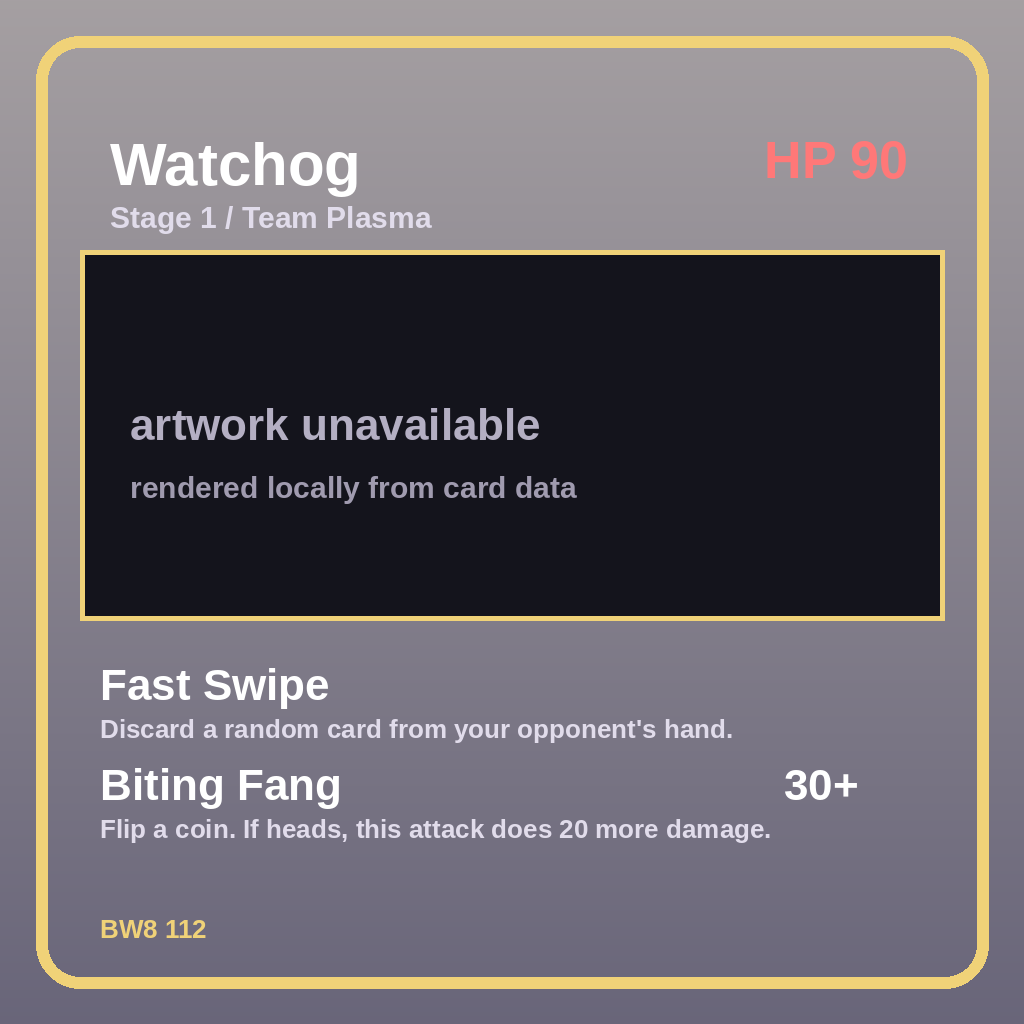 Watchog
HP 90
Stage 1 / Team Plasma
artwork unavailable
rendered locally from card data
Fast Swipe
Discard a random card from your opponent's hand.
Biting Fang
30+
Flip a coin. If heads, this attack does 20 more damage.
BW8 112